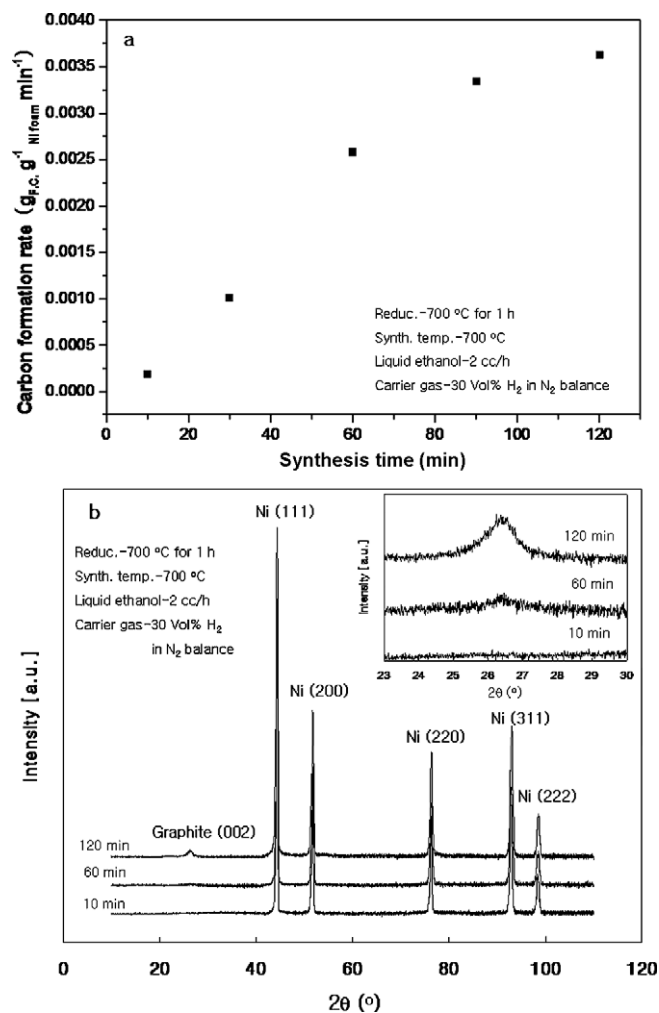 a
0.0040
0.0035
0.0030
0.0025
0.0020
0.0015
0.0010
0.0005
0.0000
Carbon formation rate (g_F.C. g⁻¹ _Ni foam min⁻¹)
Reduc.-700 ºC for 1 h
Synth. temp.-700 ºC
Liquid ethanol-2 cc/h
Carrier gas-30 Vol% H₂ in N₂ balance
0 20 40 60 80 100 120
Synthesis time (min)
b
Reduc.-700 ºC for 1 h
Synth. temp.-700 ºC
Liquid ethanol-2 cc/h
Carrier gas-30 Vol% H₂
in N₂ balance
Ni (111)
Ni (200)
Ni (220)
Ni (311)
Ni (222)
Graphite (002)
120 min
60 min
10 min
Intensity [a.u.]
120 min
60 min
10 min
Intensity [a.u.]
23 24 25 26 27 28 29 30
2θ (º)
0 20 40 60 80 100 120
2θ (º)